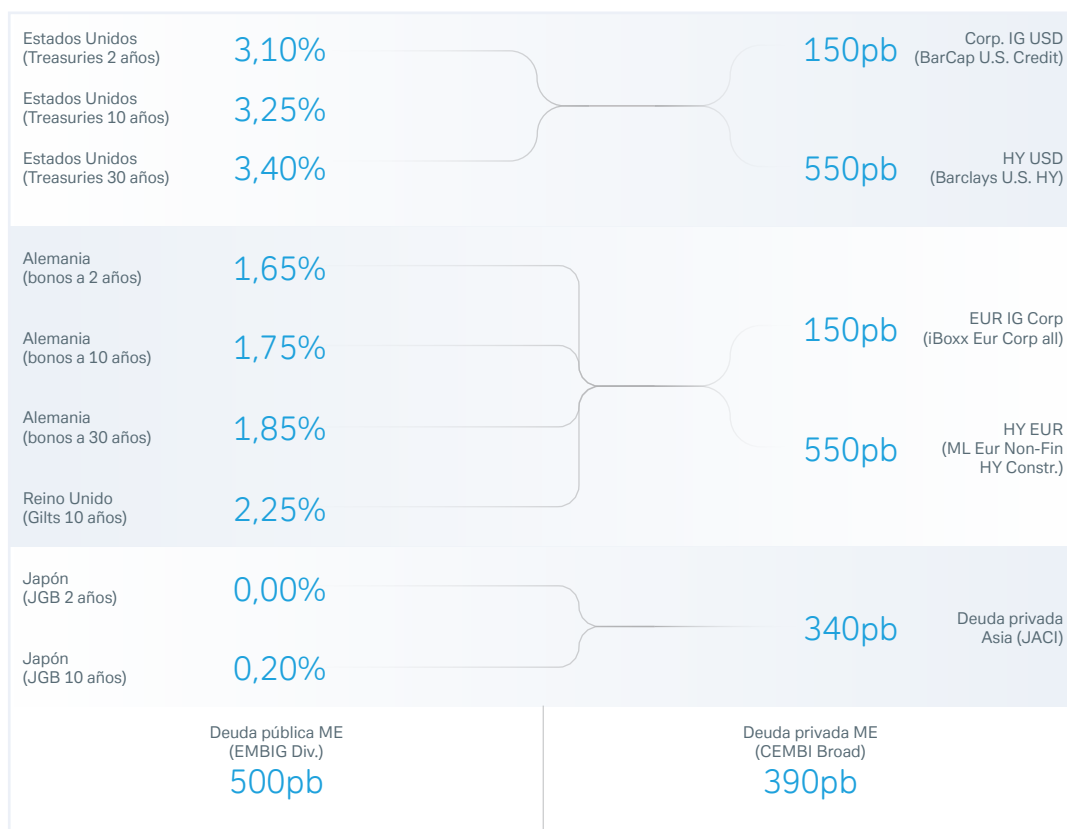 Estados Unidos
(Treasuries 2 años)
3,10%
Estados Unidos
(Treasuries 10 años)
3,25%
Estados Unidos
(Treasuries 30 años)
3,40%
150pb
Corp. IG USD
(BarCap U.S. Credit)
550pb
HY USD
(Barclays U.S. HY)
Alemania
(bonos a 2 años)
1,65%
Alemania
(bonos a 10 años)
1,75%
Alemania
(bonos a 30 años)
1,85%
Reino Unido
(Gilts 10 años)
2,25%
150pb
EUR IG Corp
(iBoxx Eur Corp all)
550pb
HY EUR
(ML Eur Non-Fin
HY Constr.)
Japón
(JGB 2 años)
0,00%
Japón
(JGB 10 años)
0,20%
340pb
Deuda privada
Asia (JACI)
Deuda pública ME
(EMBIG Div.)
500pb
Deuda privada ME
(CEMBI Broad)
390pb